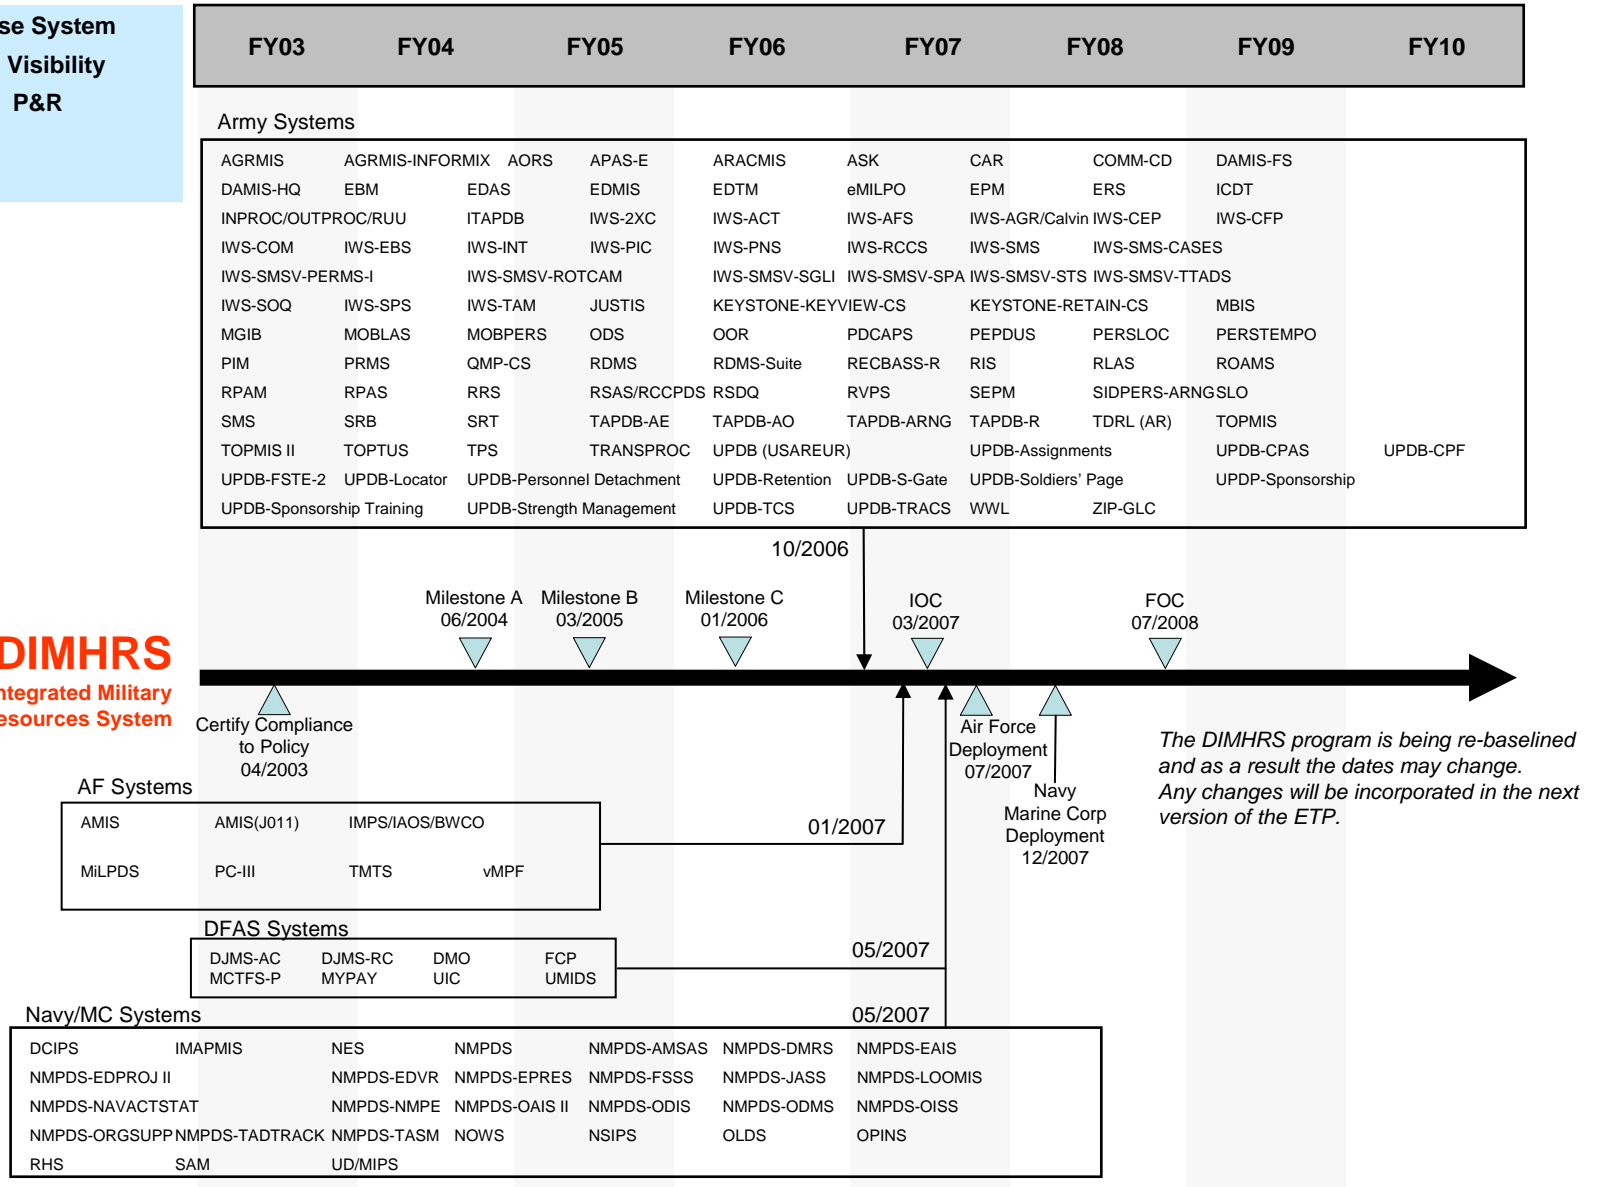 se System
Visibility
P&R
FY03 FY04 FY05 FY06 FY07 FY08 FY09 FY10
Army Systems
AGRMIS AGRMIS-INFORMIX AORS APAS-E ARACMIS ASK CAR COMM-CD DAMIS-FS
DAMIS-HQ EBM EDAS EDMIS EDTM eMILPO EPM ERS ICDT
INPROC/OUTPROC/RUU ITAPDB IWS-2XC IWS-ACT IWS-AFS IWS-AGR/Calvin IWS-CEP IWS-CFP
IWS-COM IWS-EBS IWS-INT IWS-PIC IWS-PNS IWS-RCCS IWS-SMS IWS-SMS-CASES
IWS-SMSV-PERMS-I IWS-SMSV-ROTCAM IWS-SMSV-SGLI IWS-SMSV-SPA IWS-SMSV-STS IWS-SMSV-TTADS
IWS-SOQ IWS-SPS IWS-TAM JUSTIS KEYSTONE-KEYVIEW-CS KEYSTONE-RETAIN-CS MBIS
MGIB MOBLAS MOBPERS ODS OOR PDCAPS PEPDUS PERSLOC PERSTEMPO
PIM PRMS QMP-CS RDMS RDMS-Suite RECBASS-R RIS RLAS ROAMS
RPAM RPAS RRS RSAS/RCCPDS RSDQ RVPS SEPM SIDPERS-ARNG SLO
SMS SRB SRT TAPDB-AE TAPDB-AO TAPDB-ARNG TAPDB-R TDRL (AR) TOPMIS
TOPMIS II TOPTUS TPS TRANSPROC UPDB (USAREUR) UPDB-Assignments UPDB-CPAS UPDB-CPF
UPDB-FSTE-2 UPDB-Locator UPDB-Personnel Detachment UPDB-Retention UPDB-S-Gate UPDB-Soldiers' Page UPDP-Sponsorship
UPDB-Sponsorship Training UPDB-Strength Management UPDB-TCS UPDB-TRACS WWL ZIP-GLC
10/2006
Milestone A
06/2004
Milestone B
03/2005
Milestone C
01/2006
IOC
03/2007
FOC
07/2008
DIMHRS
ntegrated Military
esources System
Certify Compliance
to Policy
04/2003
Air Force
Deployment
07/2007
Navy
Marine Corp
Deployment
12/2007
The DIMHRS program is being re-baselined
and as a result the dates may change.
Any changes will be incorporated in the next
version of the ETP.
AF Systems
AMIS AMIS(J011) IMPS/IAOS/BWCO
MiLPDS PC-III TMTS vMPF
01/2007
DFAS Systems
DJMS-AC DJMS-RC DMO FCP
MCTFS-P MYPAY UIC UMIDS
05/2007
Navy/MC Systems
05/2007
DCIPS IMAPMIS NES NMPDS NMPDS-AMSAS NMPDS-DMRS NMPDS-EAIS
NMPDS-EDPROJ II NMPDS-EDVR NMPDS-EPRES NMPDS-FSSS NMPDS-JASS NMPDS-LOOMIS
NMPDS-NAVACTSTAT NMPDS-NMPE NMPDS-OAIS II NMPDS-ODIS NMPDS-ODMS NMPDS-OISS
NMPDS-ORGSUPP NMPDS-TADTRACK NMPDS-TASM NOWS NSIPS OLDS OPINS
RHS SAM UD/MIPS